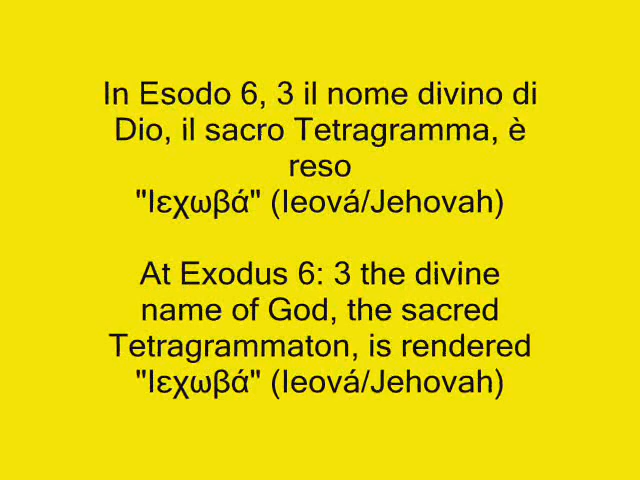 In Esodo 6, 3 il nome divino di
Dio, il sacro Tetragramma, è
reso
"Ιεχωβά" (Ieová/Jehovah)
At Exodus 6: 3 the divine
name of God, the sacred
Tetragrammaton, is rendered
"Ιεχωβά" (Ieová/Jehovah)